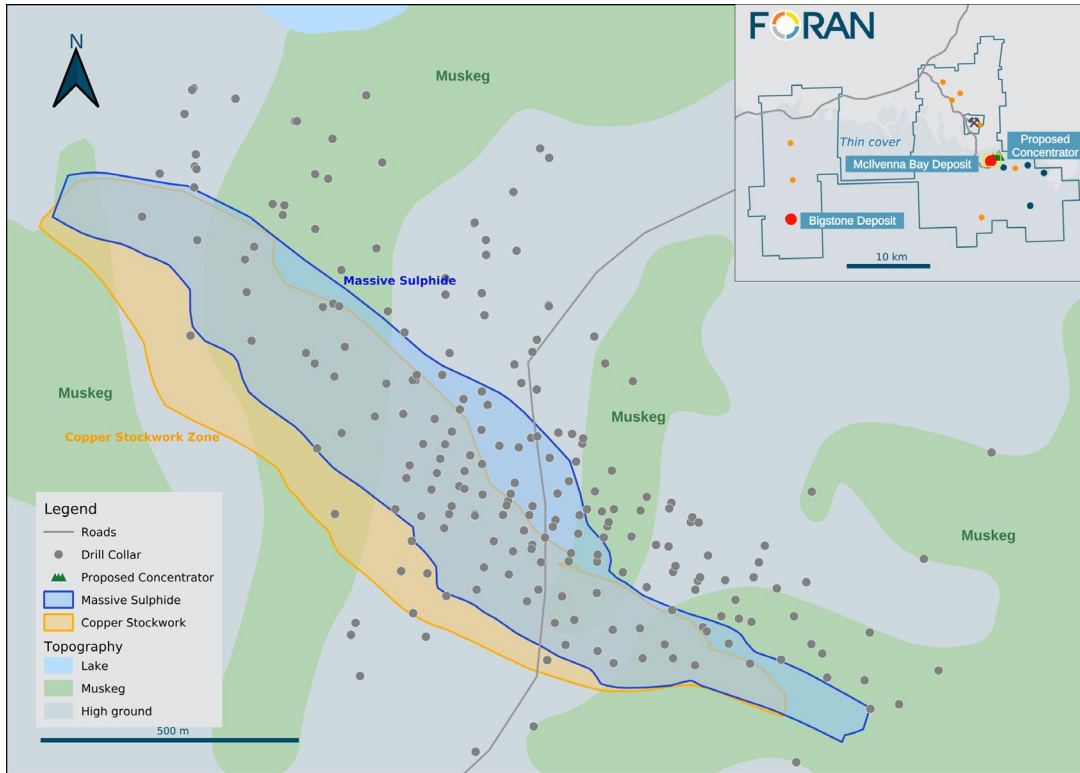 N
Muskeg
FORAN
Thin cover
Proposed
Concentrator
McIlvenna Bay Deposit
Bigstone Deposit
10 km
Massive Sulphide
Muskeg
Muskeg
Copper Stockwork Zone
Muskeg
Legend
Roads
Drill Collar
Proposed Concentrator
Massive Sulphide
Copper Stockwork
Topography
Lake
Muskeg
High ground
500 m